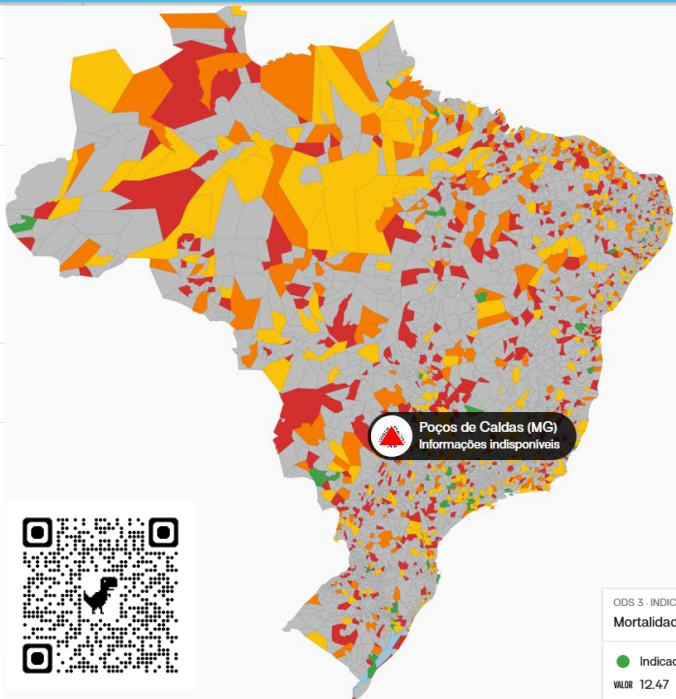 Poços de Caldas (MG)
Informações indisponíveis
ODS 3 - INDIC
Mortalidad
Indicad
VALOR 12.47